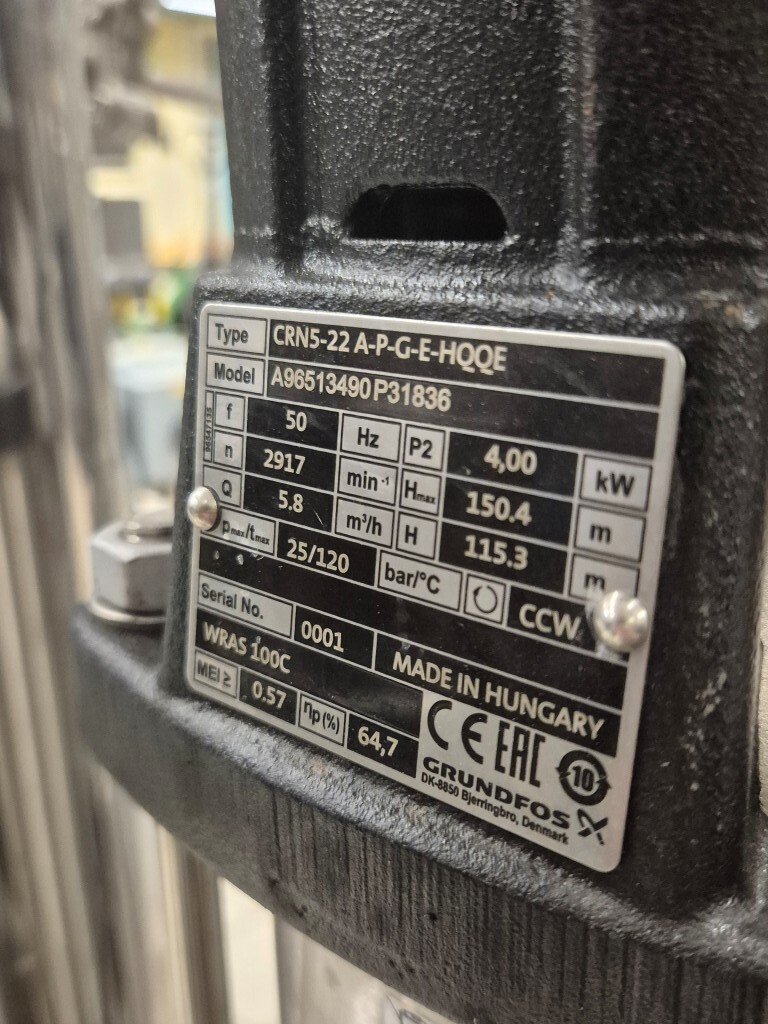 Type CRN5-22 A-P-G-E-HQQE
Model A96513490P31836
f 50 Hz P2 4,00 kW
n 2917 min-1 Hmax 150.4 m
Q 5.8 m³/h H 115.3 m
pmax/tmax 25/120 bar/°C CCW
Serial No. 0001 MADE IN HUNGARY
WRAS 100C
MEI ≥ 0.57 ηp(%) 64,7
CE EAC 10
GRUNDFOS
DK-8850 Bjerringbro, Denmark